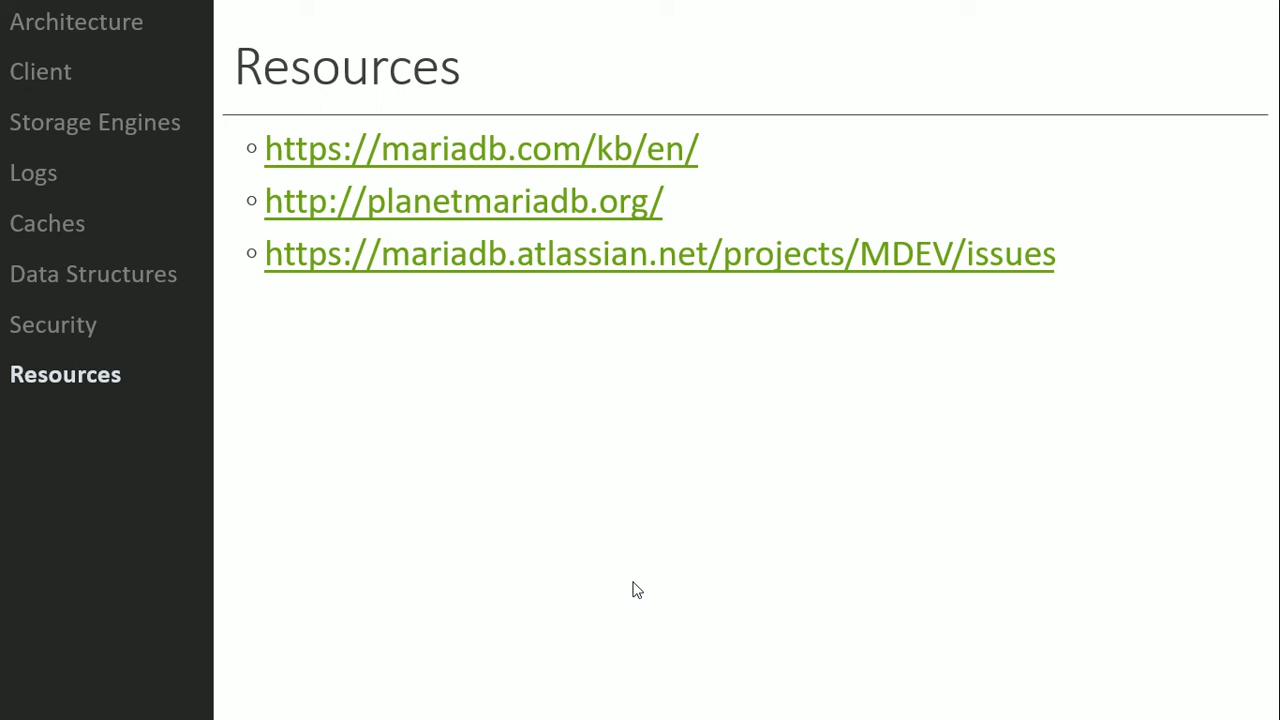 Architecture
Client
Storage Engines
Logs
Caches
Data Structures
Security
Resources
Resources
https://mariadb.com/kb/en/
http://planetmariadb.org/
https://mariadb.atlassian.net/projects/MDEV/issues